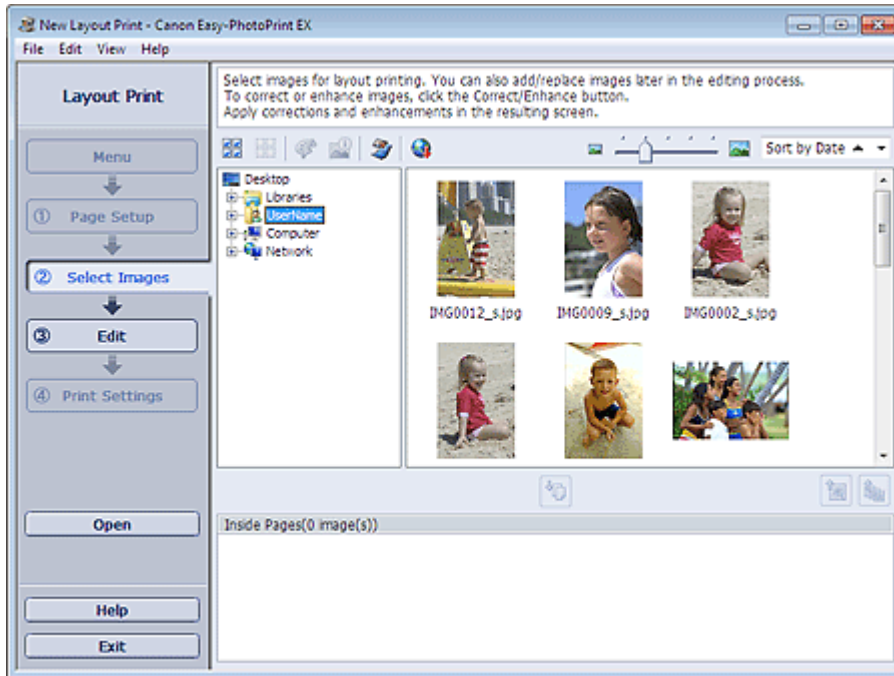 New Layout Print - Canon Easy-PhotoPrint EX
File Edit View Help
Layout Print
Select images for layout printing. You can also add/replace images later in the editing process.
To correct or enhance images, click the Correct/Enhance button.
Apply corrections and enhancements in the resulting screen.
Menu
Sort by Date
① Page Setup
② Select Images
③ Edit
④ Print Settings
Desktop
Libraries
UserName
Computer
Network
IMG0012_s.jpg IMG0009_s.jpg IMG0002_s.jpg
Open
Inside Pages(0 image(s))
Help
Exit